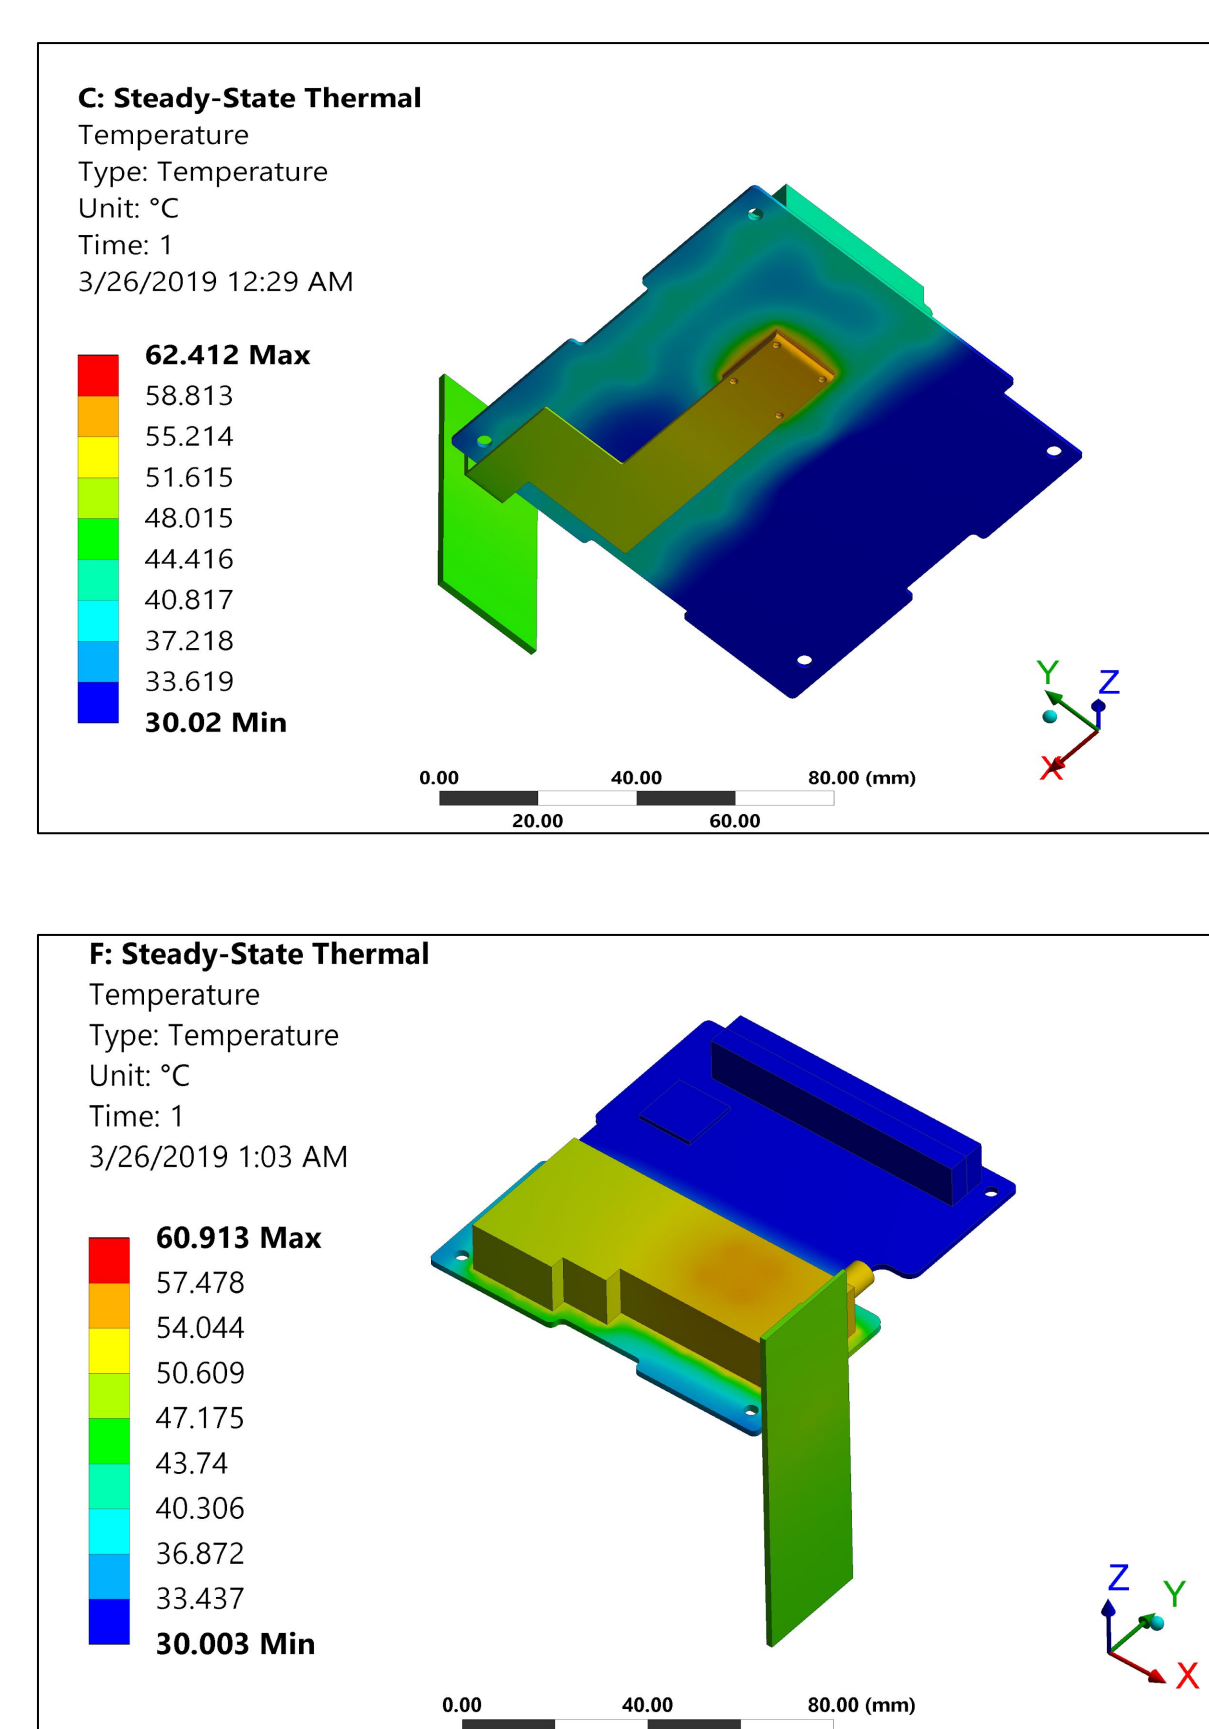 C: Steady-State Thermal
Temperature
Type: Temperature
Unit: °C
Time: 1
3/26/2019 12:29 AM
62.412 Max
58.813
55.214
51.615
48.015
44.416
40.817
37.218
33.619
30.02 Min
Y
Z
X
0.00 40.00 80.00 (mm)
20.00 60.00
F: Steady-State Thermal
Temperature
Type: Temperature
Unit: °C
Time: 1
3/26/2019 1:03 AM
60.913 Max
57.478
54.044
50.609
47.175
43.74
40.306
36.872
33.437
30.003 Min
Z
Y
X
0.00 40.00 80.00 (mm)